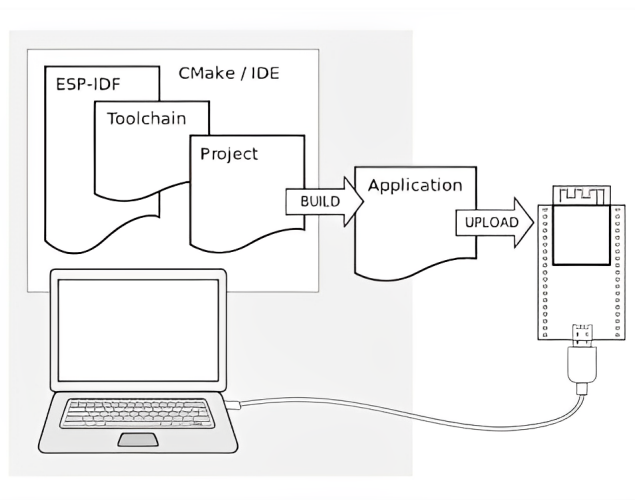 ESP-IDF
CMake / IDE
Toolchain
Project
BUILD
Application
UPLOAD